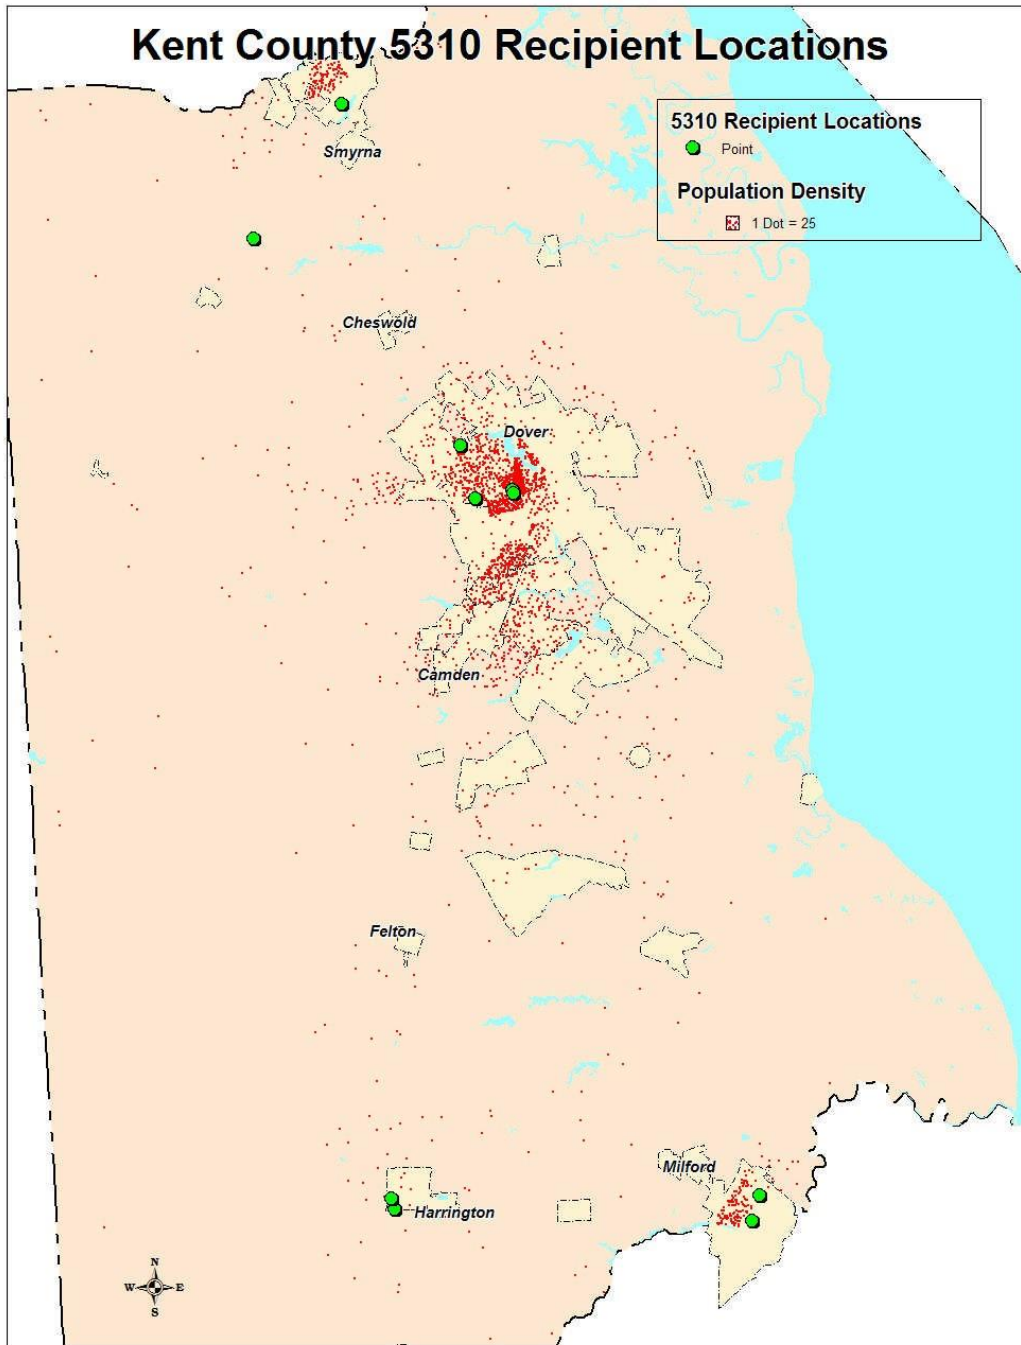 Kent County 5310 Recipient Locations
5310 Recipient Locations
Point
Population Density
1 Dot = 25
Smyrna
Cheswold
Dover
Camden
Felton
Milford
Harrington
N
W E
S